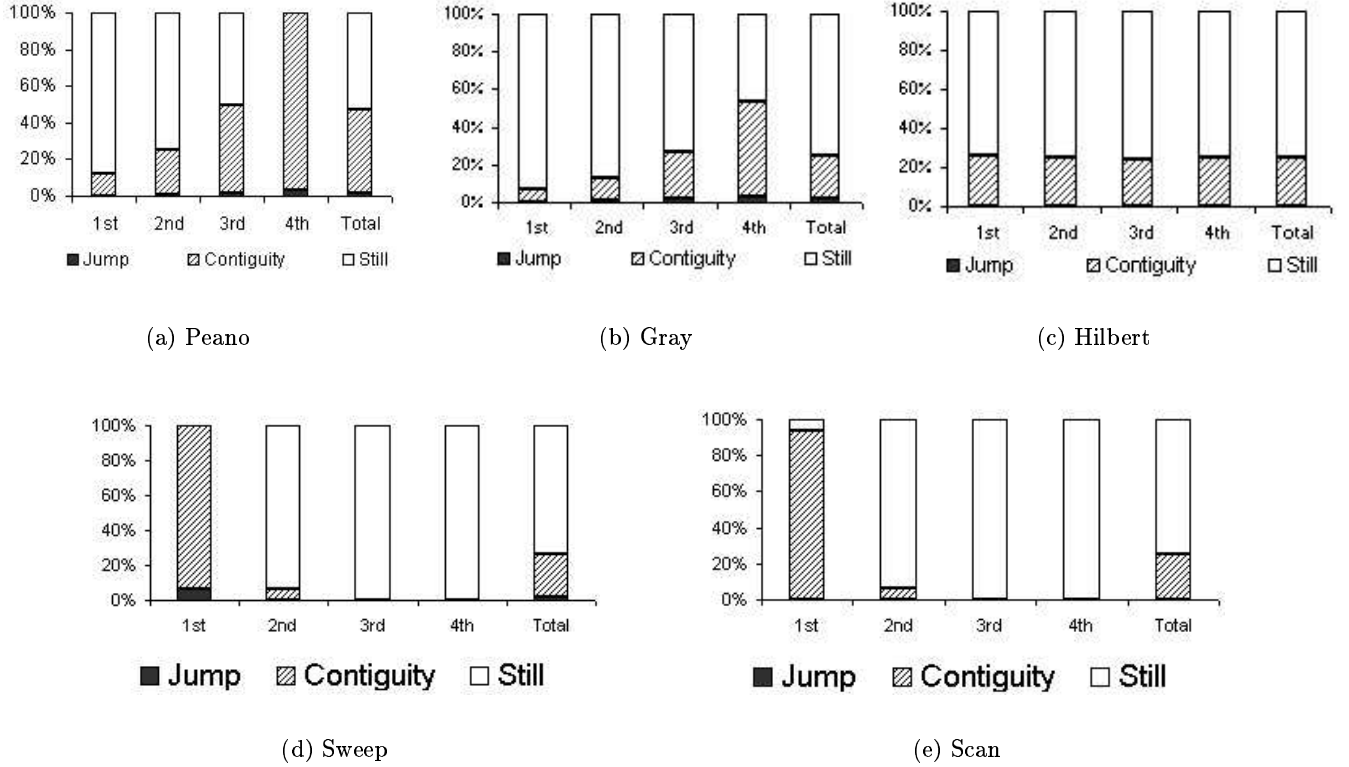 100%
80%
60%
40%
20%
0%
1st 2nd 3rd 4th Total
Jump Contiguity Still
(a) Peano
100%
80%
60%
40%
20%
0%
1st 2nd 3rd 4th Total
Jump Contiguity Still
(b) Gray
100%
80%
60%
40%
20%
0%
1st 2nd 3rd 4th Total
Jump Contiguity Still
(c) Hilbert
100%
80%
60%
40%
20%
0%
1st 2nd 3rd 4th Total
Jump Contiguity Still
(d) Sweep
100%
80%
60%
40%
20%
0%
1st 2nd 3rd 4th Total
Jump Contiguity Still
(e) Scan